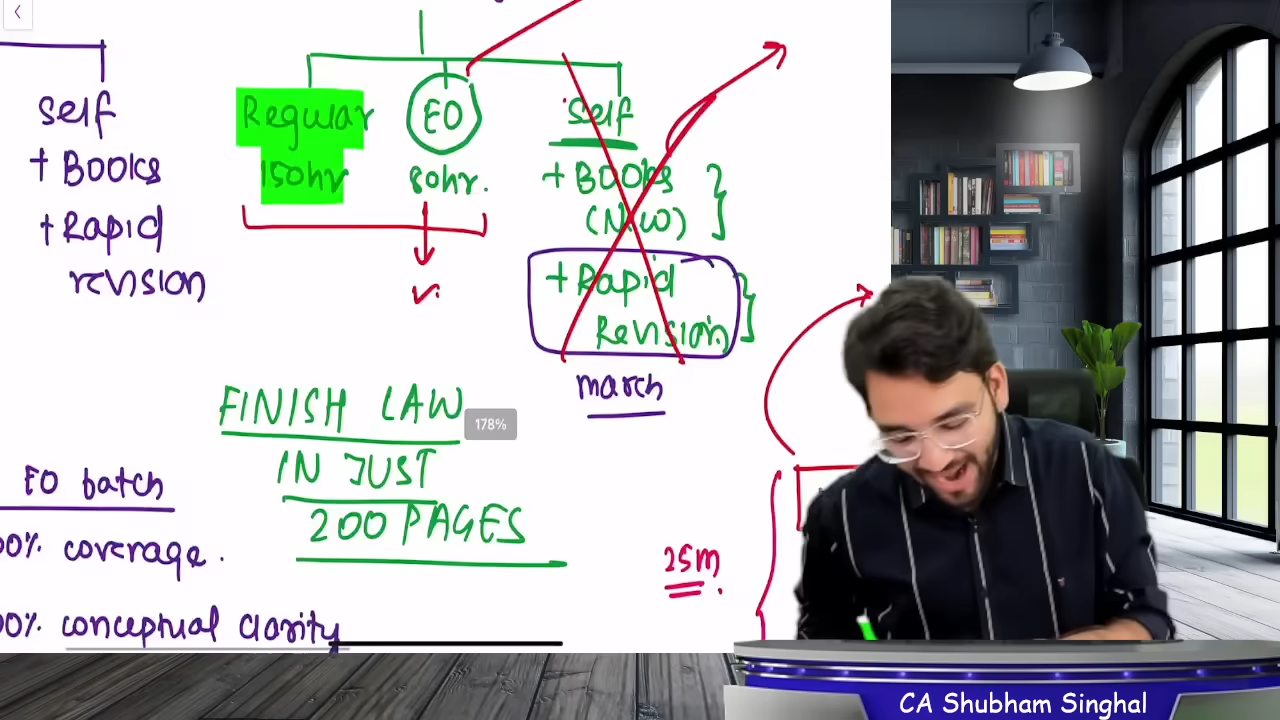 self
+ Books
+ Rapid
revision
Regular
150hr
EO
80hr.
Self
+ Books
(N.W)
+ Rapid
Revision
march
FINISH LAW
IN JUST
200 PAGES
178%
EO batch
00% coverage.
00% conceptual clarity
25m
CA Shubham Singhal